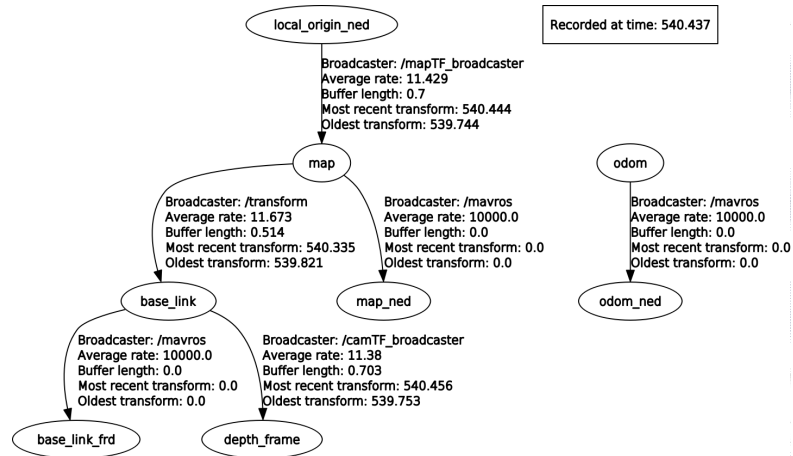 local_origin_ned
Recorded at time: 540.437
Broadcaster: /mapTF_broadcaster
Average rate: 11.429
Buffer length: 0.7
Most recent transform: 540.444
Oldest transform: 539.744
map
odom
Broadcaster: /transform
Average rate: 11.673
Buffer length: 0.514
Most recent transform: 540.335
Oldest transform: 539.821
Broadcaster: /mavros
Average rate: 10000.0
Buffer length: 0.0
Most recent transform: 0.0
Oldest transform: 0.0
Broadcaster: /mavros
Average rate: 10000.0
Buffer length: 0.0
Most recent transform: 0.0
Oldest transform: 0.0
base_link
map_ned
odom_ned
Broadcaster: /mavros
Average rate: 10000.0
Buffer length: 0.0
Most recent transform: 0.0
Oldest transform: 0.0
Broadcaster: /camTF_broadcaster
Average rate: 11.38
Buffer length: 0.703
Most recent transform: 540.456
Oldest transform: 539.753
base_link_frd
depth_frame